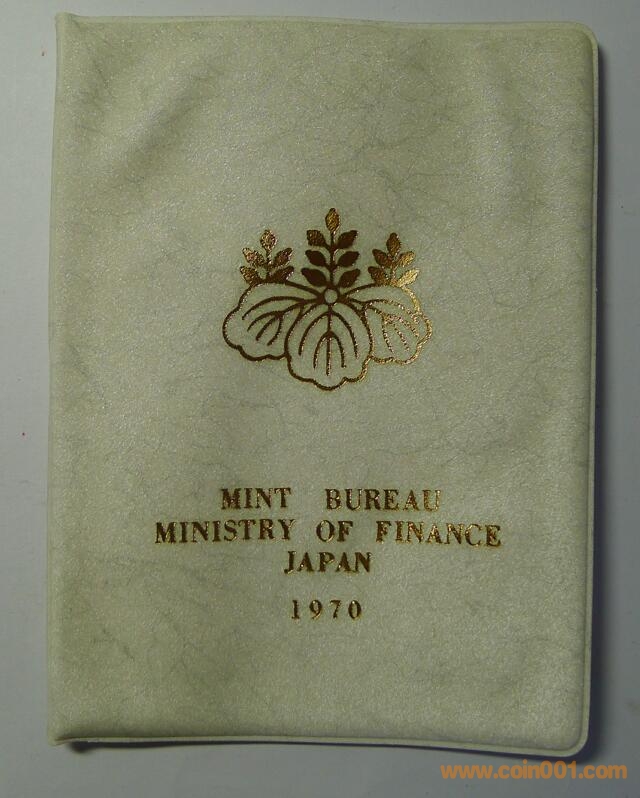 MINT BUREAU
MINISTRY OF FINANCE
JAPAN
1970
www.coin001.com